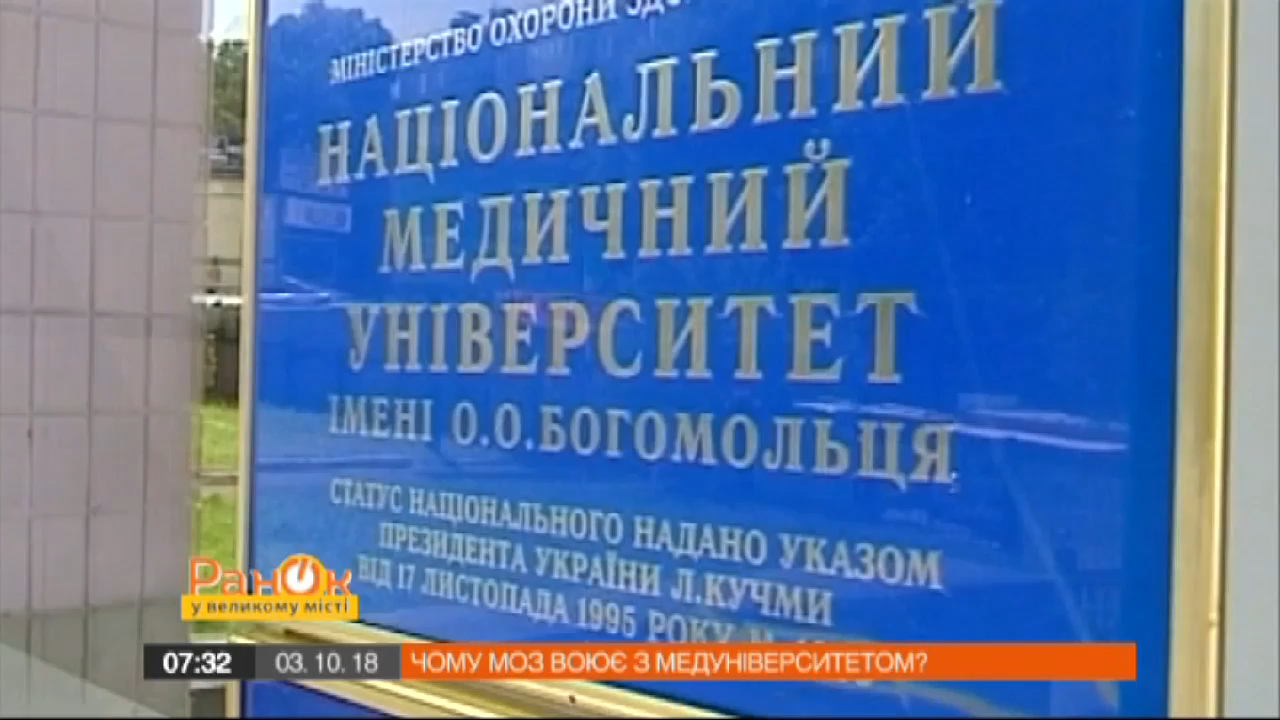 МІНІСТЕРСТВО ОХОРОНИ
НАЦІОНАЛЬНИЙ
МЕДИЧНИЙ
УНІВЕРСИТЕТ
ІМЕНІ О.О.БОГОМОЛЬЦЯ
СТАТУС НАЦІОНАЛЬНОГО НАДАНО УКАЗОМ
ПРЕЗИДЕНТА УКРАЇНИ Л.КУЧМИ
ВІД 17 ЛИСТОПАДА 1995 РОКУ
РанОк
у великому місті
07:32 03.10.18 ЧОМУ МОЗ ВОЮЄ З МЕДУНІВЕРСИТЕТОМ?